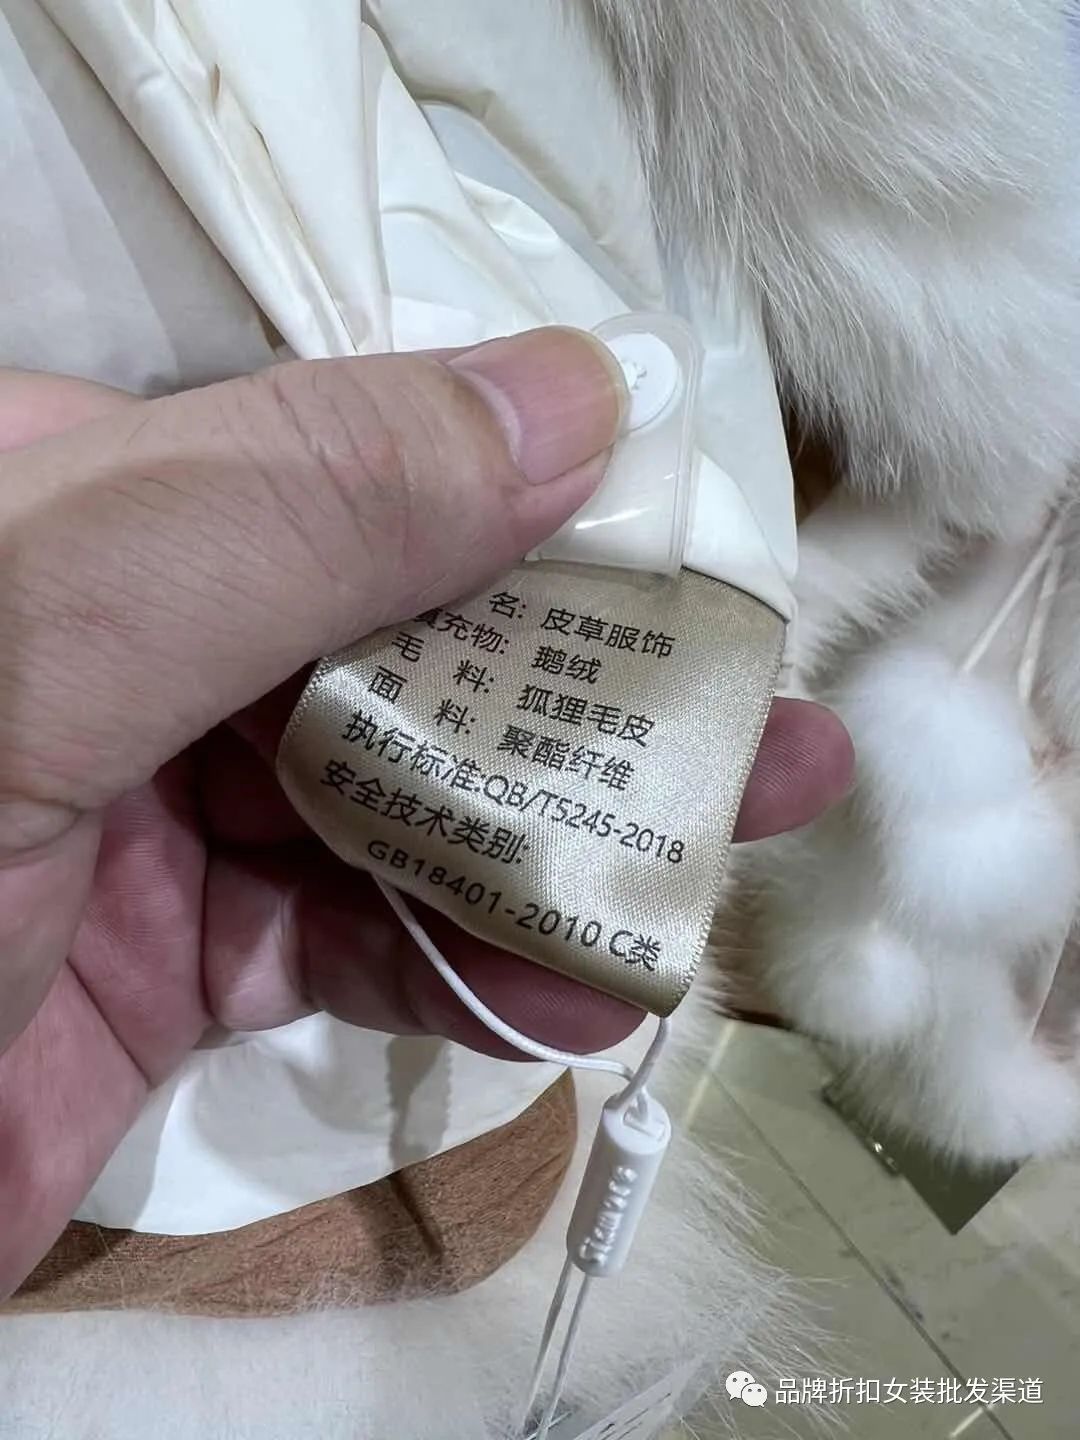 名: 皮草服饰
填充物: 鹅绒
毛 料: 狐狸毛皮
面 料: 聚酯纤维
执行标准:QB/T5245-2018
安全技术类别:
GB18401-2010 C类
品牌折扣女装批发渠道